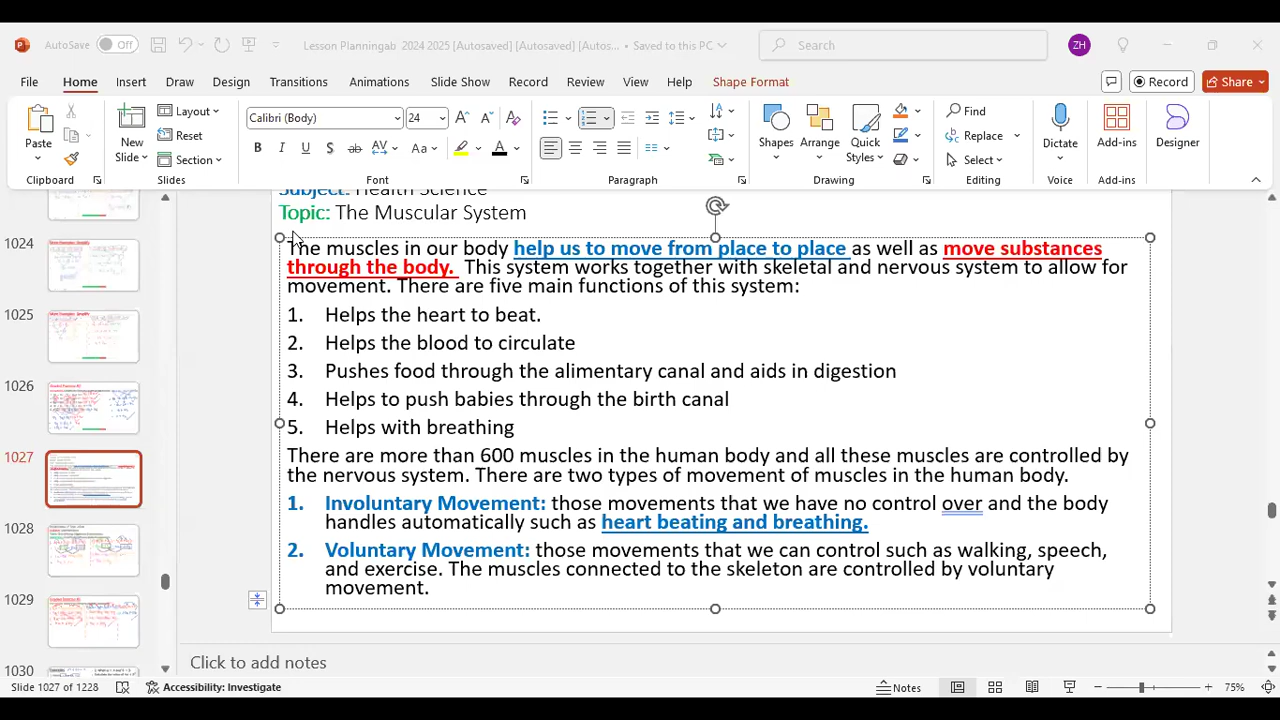 AutoSave Off Lesson Planningab 2024 2025 [Autosaved] [Autosaved] [Autos... • Saved to this PC Search ZH
File Home Insert Draw Design Transitions Animations Slide Show Record Review View Help Shape Format Record Share
Paste New Slide Layout Reset Section Calibri (Body) 24 Shapes Arrange Quick Styles Find Replace Select Dictate Add-ins Designer
Clipboard Slides Font Paragraph Drawing Editing Voice Add-ins
Subject: Health Science
Topic: The Muscular System
The muscles in our body help us to move from place to place as well as move substances
through the body. This system works together with skeletal and nervous system to allow for
movement. There are five main functions of this system:
1. Helps the heart to beat.
2. Helps the blood to circulate
3. Pushes food through the alimentary canal and aids in digestion
4. Helps to push babies through the birth canal
5. Helps with breathing
There are more than 600 muscles in the human body and all these muscles are controlled by
the nervous system. There are two types of movement of muscles in the human body.
1. Involuntary Movement: those movements that we have no control over and the body
handles automatically such as heart beating and breathing.
2. Voluntary Movement: those movements that we can control such as walking, speech,
and exercise. The muscles connected to the skeleton are controlled by voluntary
movement.
1024
1025
1026
1027
1028
1029
1030
Click to add notes
Slide 1027 of 1228 Accessibility: Investigate Notes 75%